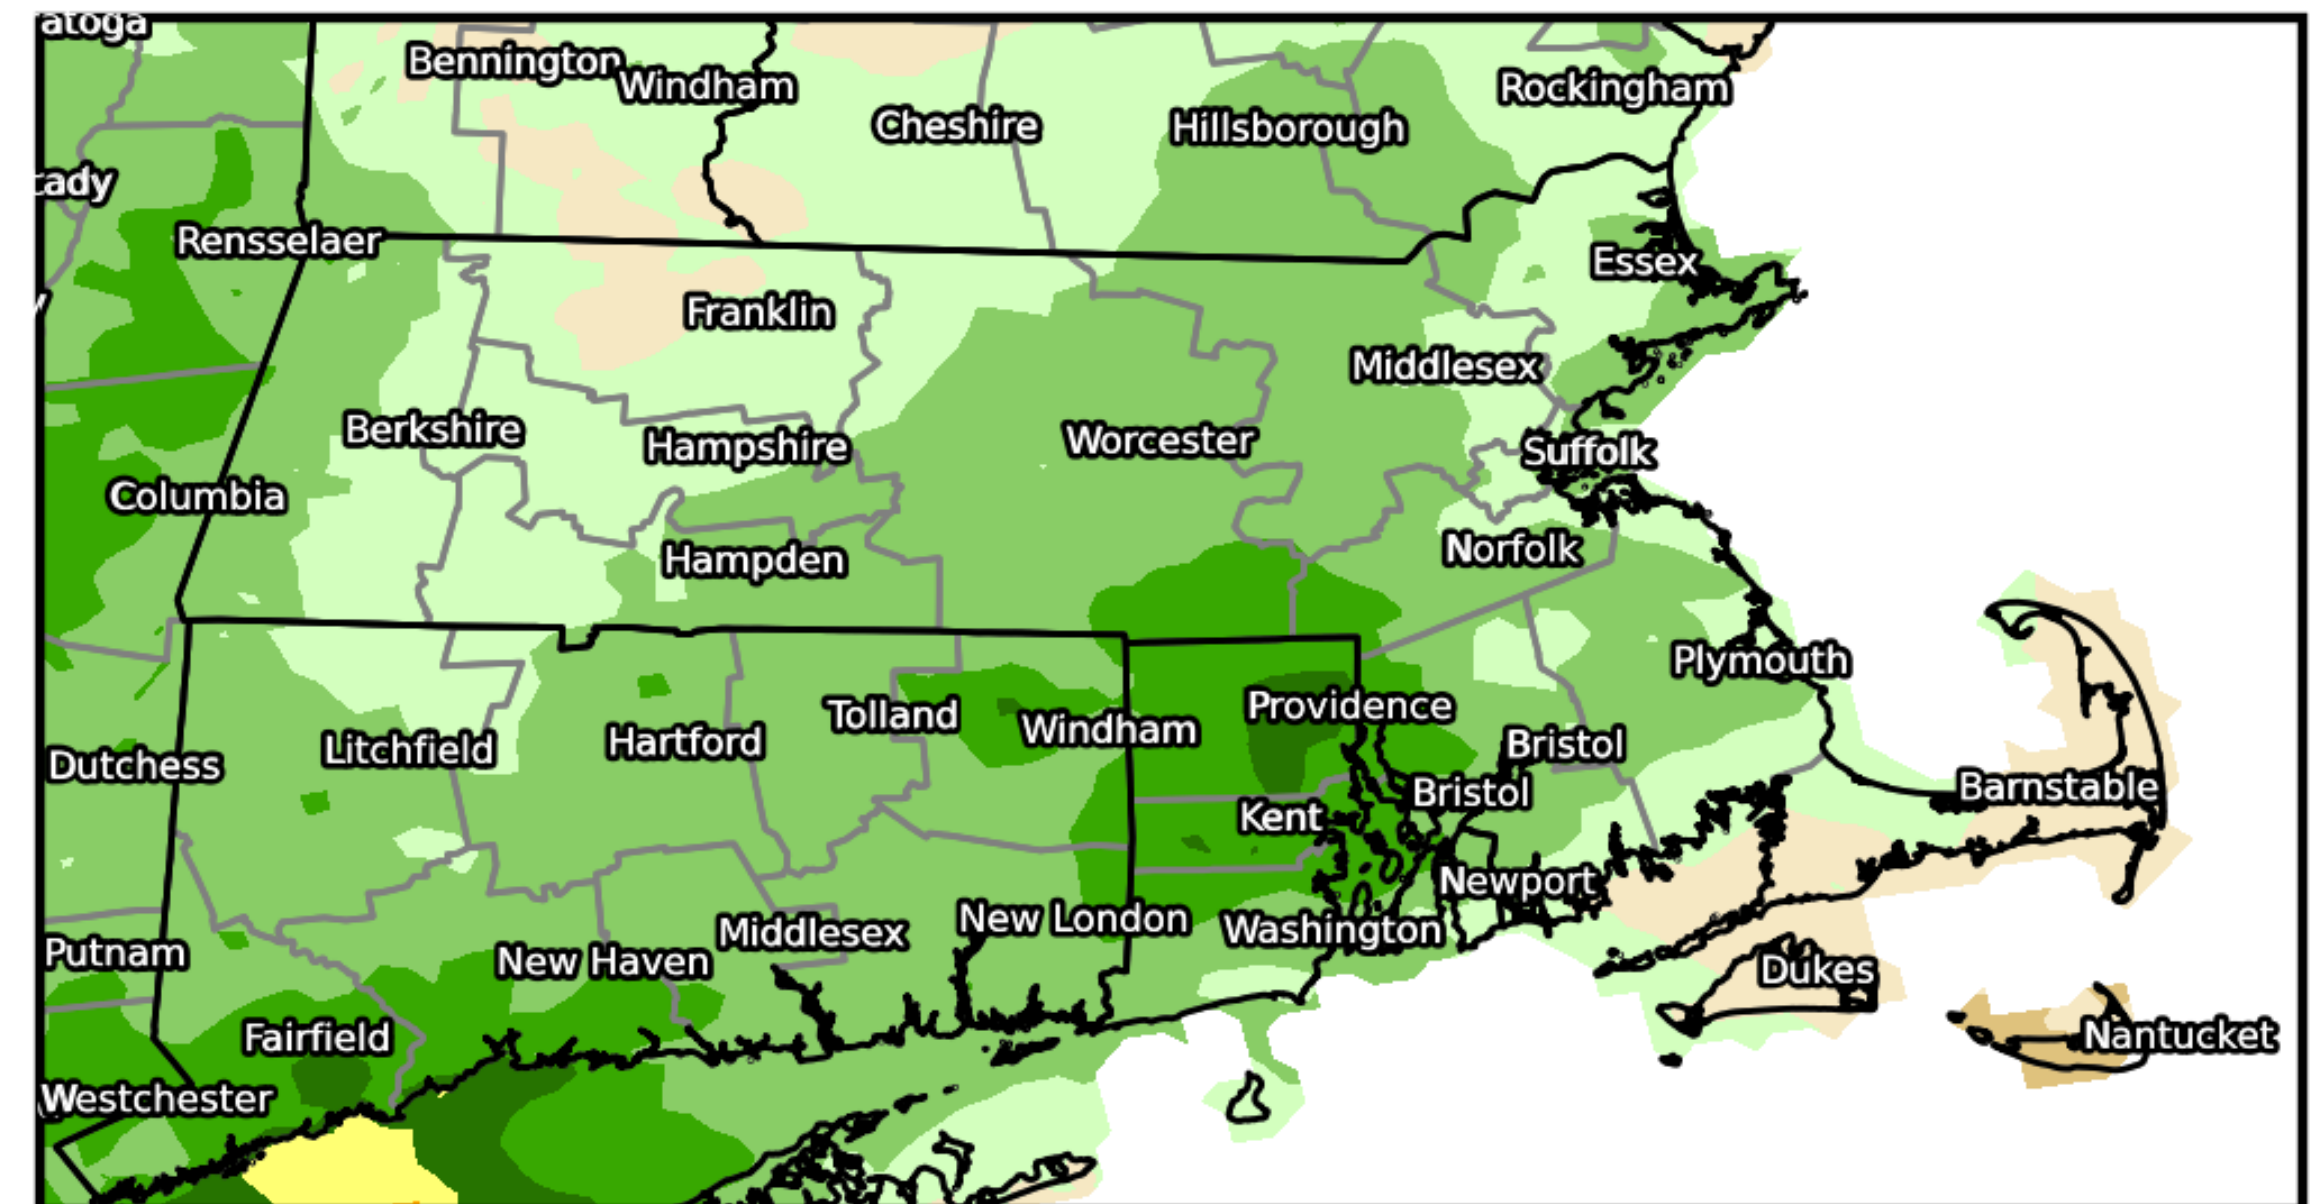 atoga
Bennington
Windham
Rockingham
Cheshire
Hillsborough
cady
Rensselaer
Essex
y
Franklin
Middlesex
Berkshire
Hampshire
Worcester
Suffolk
Columbia
Norfolk
Hampden
Plymouth
Providence
Tolland
Windham
Hartford
Litchfield
Bristol
Dutchess
Barnstable
Bristol
Kent
Newport
New London
Middlesex
Washington
Putnam
New Haven
Dukes
Fairfield
Nantucket
Westchester